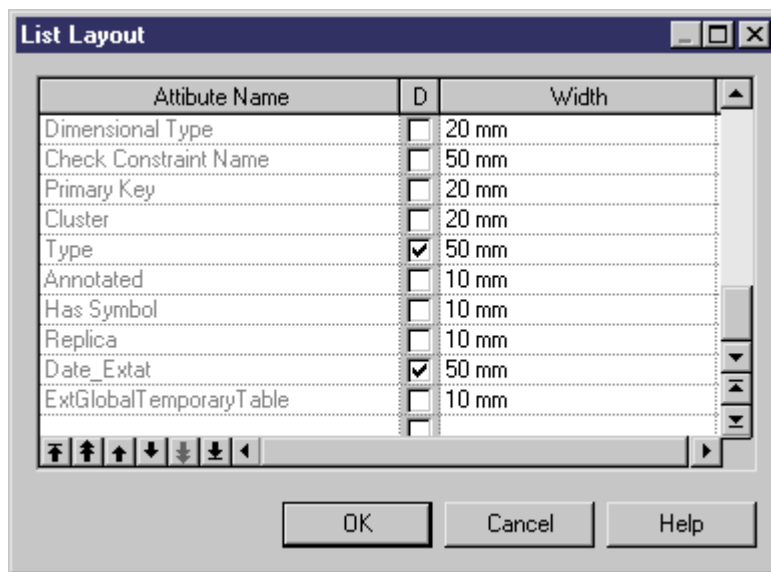 List Layout
Attibute Name D Width
Dimensional Type 20 mm
Check Constraint Name 50 mm
Primary Key 20 mm
Cluster 20 mm
Type 50 mm
Annotated 10 mm
Has Symbol 10 mm
Replica 10 mm
Date_Extat 50 mm
ExtGlobalTemporaryTable 10 mm
OK Cancel Help